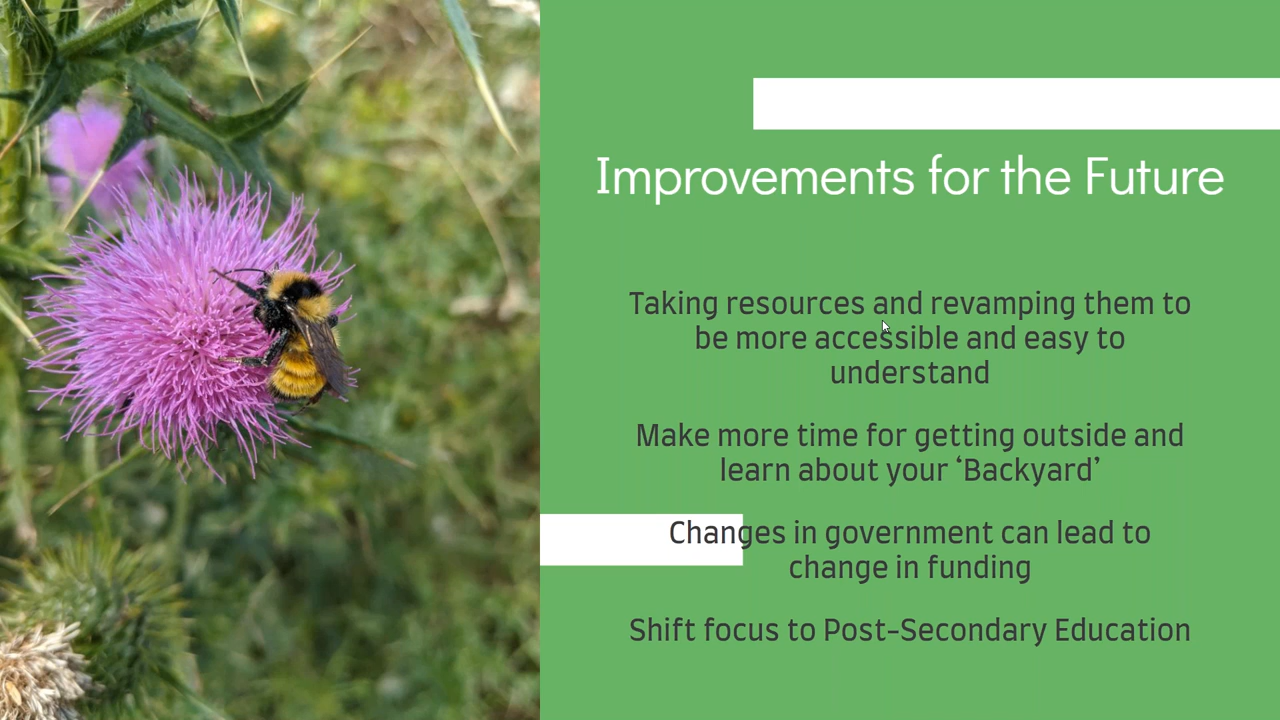 Improvements for the Future
Taking resources and revamping them to
be more accessible and easy to
understand
Make more time for getting outside and
learn about your ‘Backyard’
Changes in government can lead to
change in funding
Shift focus to Post-Secondary Education